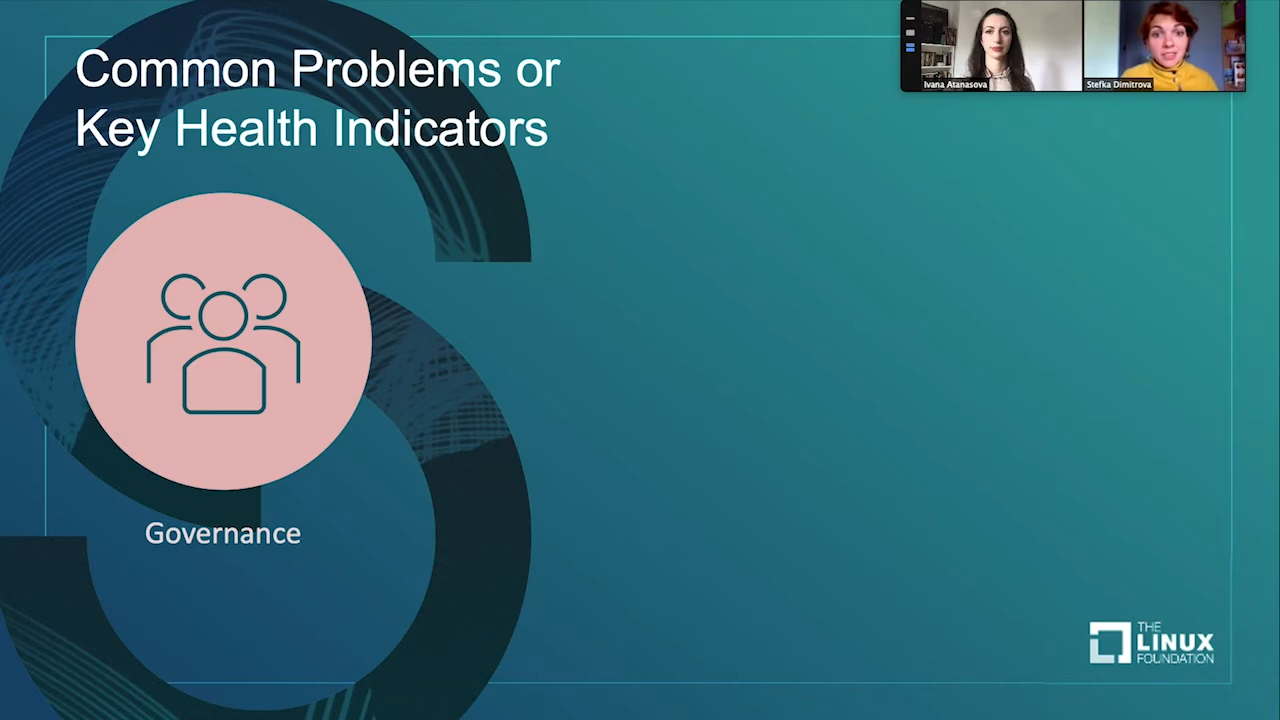 Common Problems or
Key Health Indicators
Ivana Atanasova
Stefka Dimitrova
Governance
THE
LINUX
FOUNDATION